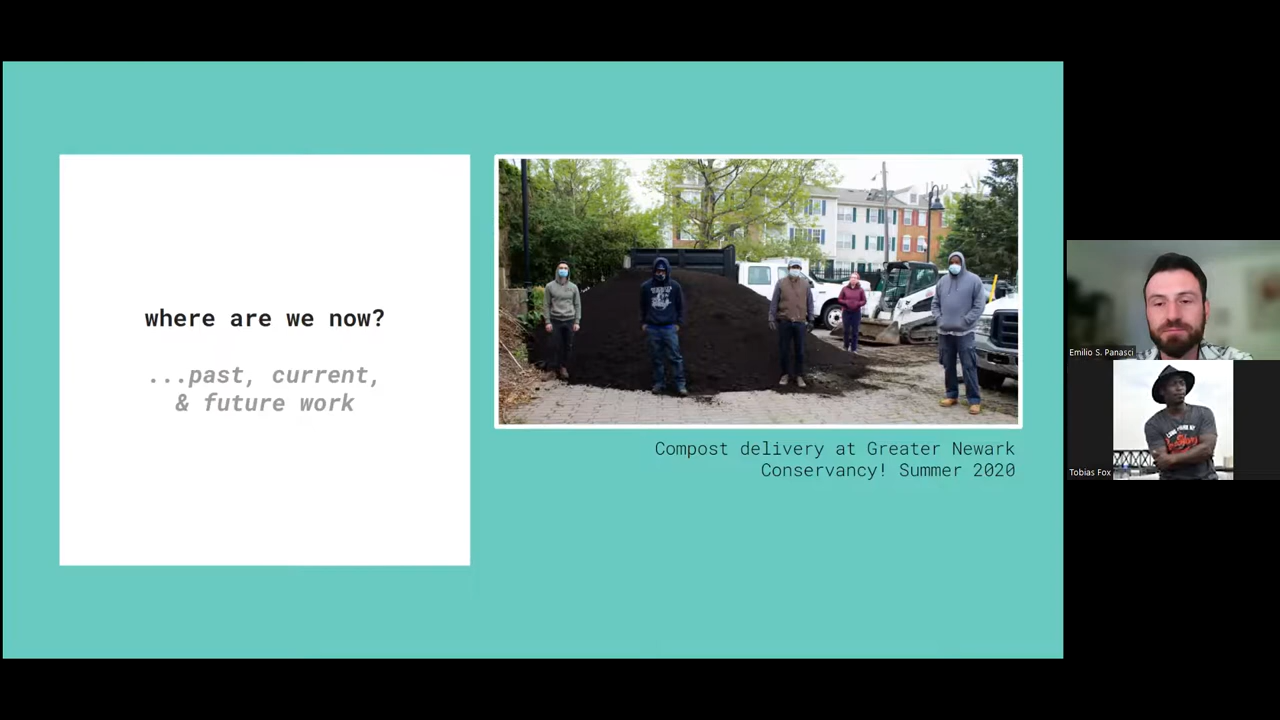 where are we now?
...past, current,
& future work
Compost delivery at Greater Newark
Conservancy! Summer 2020
Emilio S. Panasci
Tobias Fox